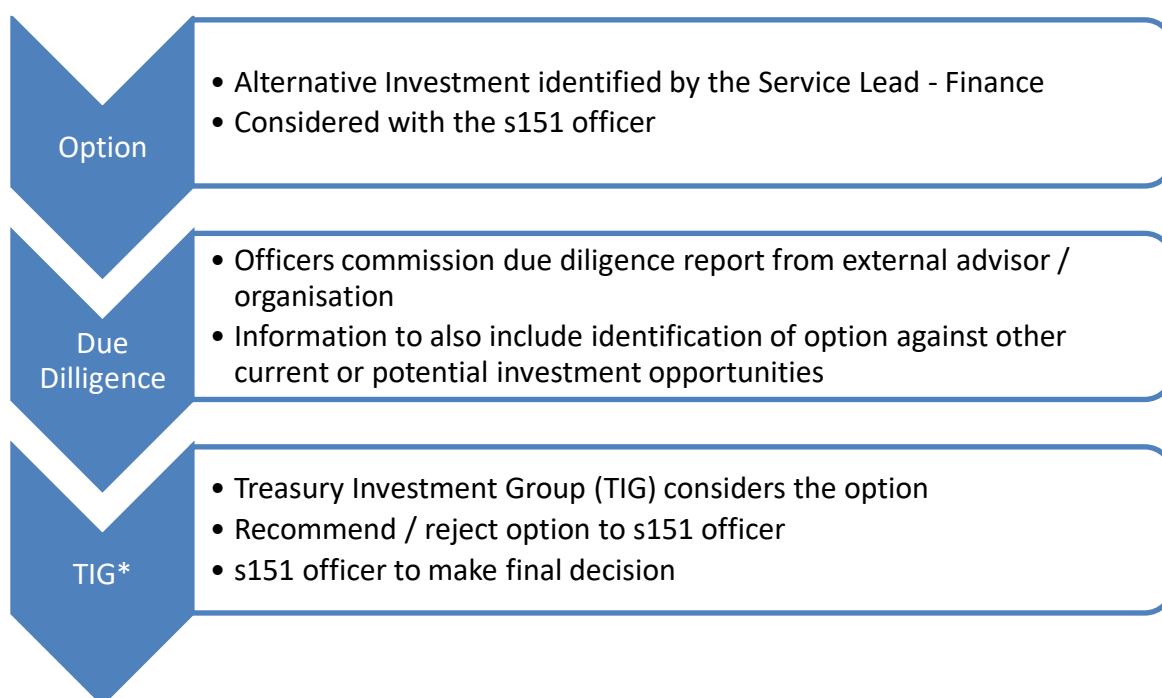 Option
• Alternative Investment identified by the Service Lead - Finance
• Considered with the s151 officer
Due
Dilligence
• Officers commission due diligence report from external advisor /
organisation
• Information to also include identification of option against other
current or potential investment opportunities
TIG*
• Treasury Investment Group (TIG) considers the option
• Recommend / reject option to s151 officer
• s151 officer to make final decision